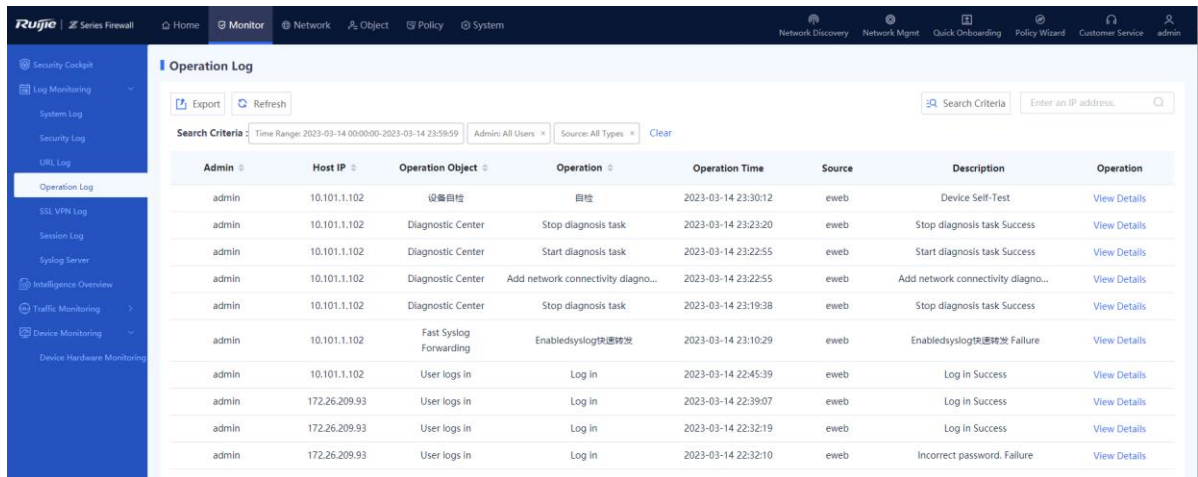 Ruijie | Z Series Firewall Home Monitor Network Object Policy System Network Discovery Network Mgmt Quick Onboarding Policy Wizard Customer Service admin
Security Cockpit
Log Monitoring
System Log
Security Log
URL Log
Operation Log
SSL VPN Log
Session Log
Syslog Server
Intelligence Overview
Traffic Monitoring
Device Monitoring
Device Hardware Monitoring
Operation Log
Export Refresh Search Criteria Enter an IP address.
Search Criteria : Time Range: 2023-03-14 00:00:00-2023-03-14 23:59:59 Admin: All Users × Source: All Types × Clear
Admin Host IP Operation Object Operation Operation Time Source Description Operation
admin 10.101.1.102 设备自检 自检 2023-03-14 23:30:12 eweb Device Self-Test View Details
admin 10.101.1.102 Diagnostic Center Stop diagnosis task 2023-03-14 23:23:20 eweb Stop diagnosis task Success View Details
admin 10.101.1.102 Diagnostic Center Start diagnosis task 2023-03-14 23:22:55 eweb Start diagnosis task Success View Details
admin 10.101.1.102 Diagnostic Center Add network connectivity diagno... 2023-03-14 23:22:55 eweb Add network connectivity diagno... View Details
admin 10.101.1.102 Diagnostic Center Stop diagnosis task 2023-03-14 23:19:38 eweb Stop diagnosis task Success View Details
admin 10.101.1.102 Fast Syslog Forwarding Enabledsyslog快速转发 2023-03-14 23:10:29 eweb Enabledsyslog快速转发 Failure View Details
admin 10.101.1.102 User logs in Log in 2023-03-14 22:45:39 eweb Log in Success View Details
admin 172.26.209.93 User logs in Log in 2023-03-14 22:39:07 eweb Log in Success View Details
admin 172.26.209.93 User logs in Log in 2023-03-14 22:32:19 eweb Log in Success View Details
admin 172.26.209.93 User logs in Log in 2023-03-14 22:32:10 eweb Incorrect password. Failure View Details